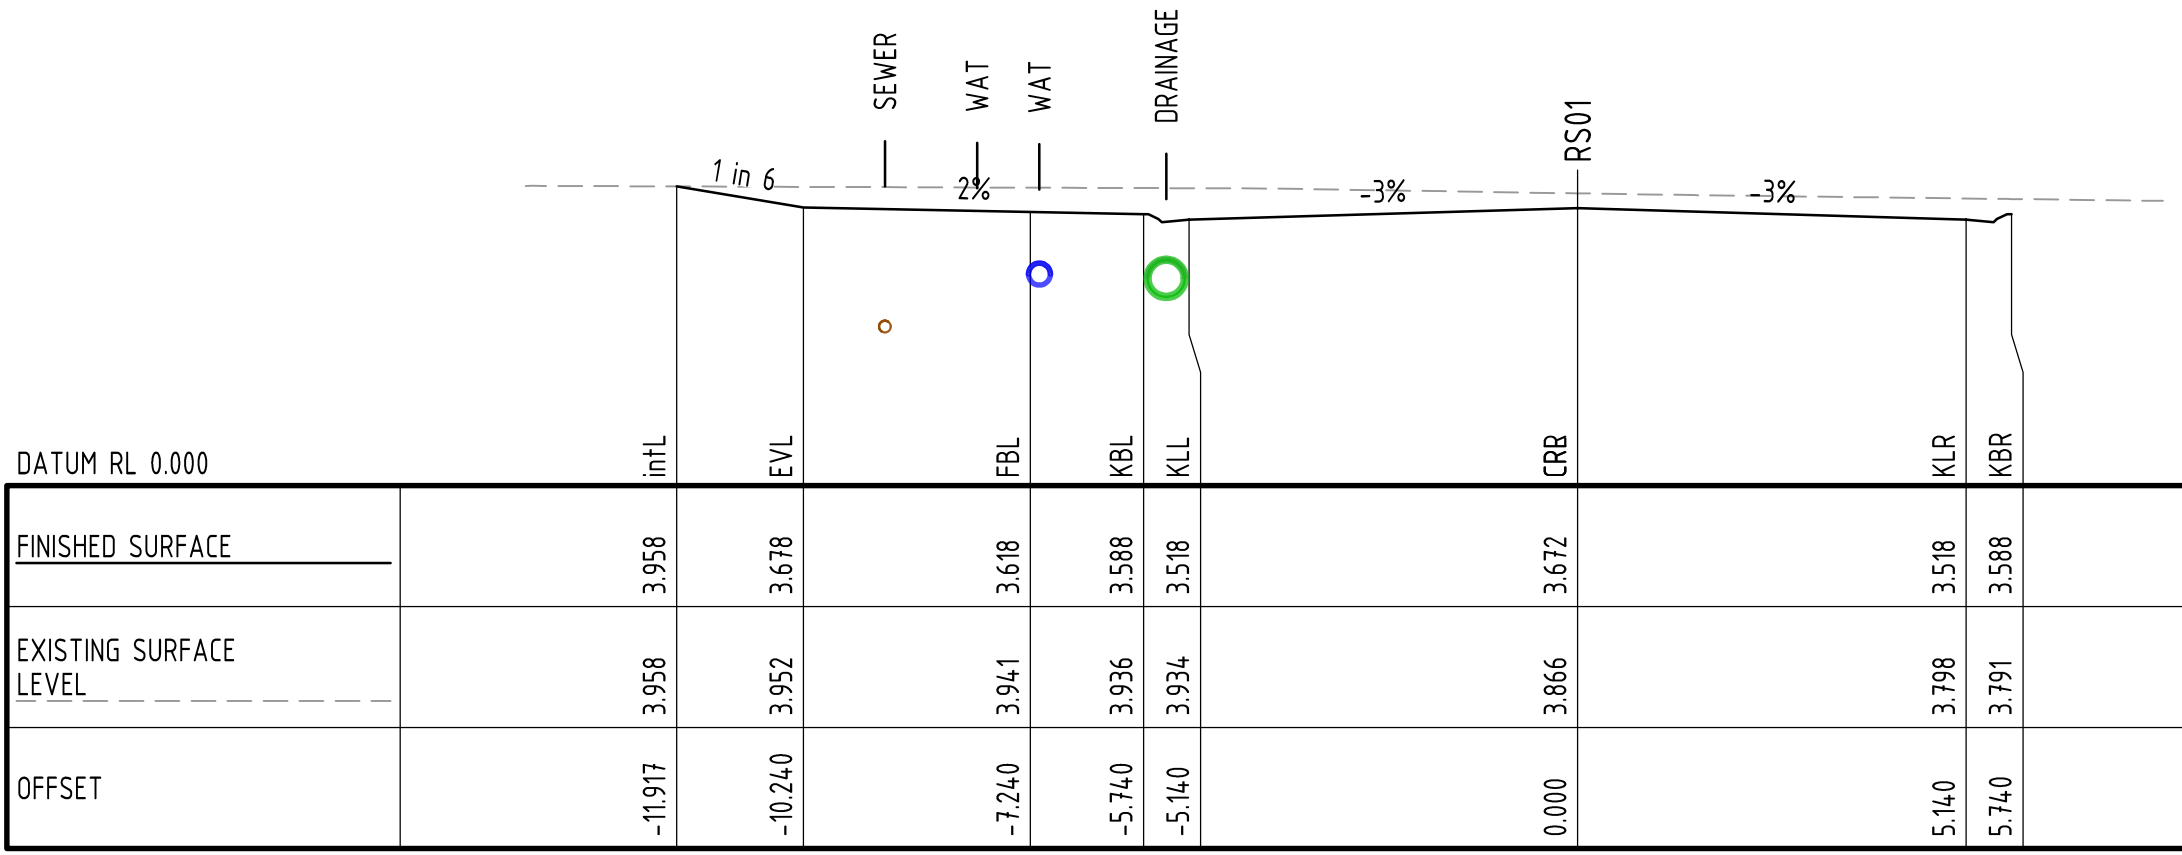 SEWER
WAT
WAT
DRAINAGE
RS01
1 in 6
2%
-3%
-3%
DATUM RL 0.000
intL
EVL
FBL
KBL
KLL
KLR
KBR
FINISHED SURFACE
3.958
3.678
3.618
3.588
3.518
3.672
3.518
3.588
EXISTING SURFACE
LEVEL
3.958
3.952
3.941
3.936
3.934
3.866
3.798
3.791
OFFSET
-11.917
-10.240
-7.240
-5.740
-5.140
0.000
5.140
5.740